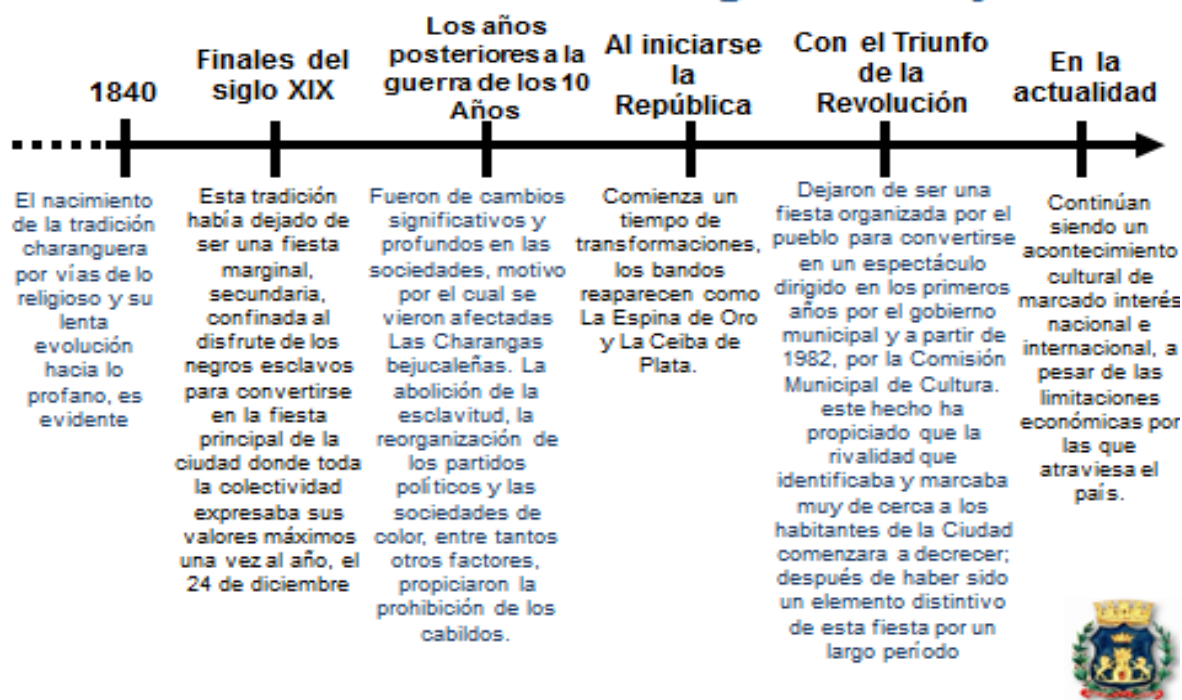 1840
El nacimiento
de la tradición
charanguera
por vías de lo
religioso y su
lenta
evolución
hacia lo
profano, es
evidente
Finales del
siglo XIX
Esta tradición
había dejado de
ser una fiesta
marginal,
secundaria,
confinada al
disfrute de los
negros esclavos
para convertirse
en la fiesta
principal de la
ciudad donde toda
la colectividad
expresaba sus
valores máximos
una vez al año, el
24 de diciembre
Los años
posteriores a la
guerra de los 10
Años
Fueron de cambios
significativos y
profundos en las
sociedades, motivo
por el cual se
vieron afectadas
Las Charangas
bejucaleñas. La
abolición de la
esclavitud, la
reorganización de
los partidos
políticos y las
sociedades de
color, entre tantos
otros factores,
propiciaron la
prohibición de los
cabildos.
Al iniciarse
la
República
Comienza un
tiempo de
transformaciones,
los bandos
reaparecen como
La Espina de Oro
y La Ceiba de
Plata.
Con el Triunfo
de la
Revolución
Dejaron de ser una
fiesta organizada por el
pueblo para convertirse
en un espectáculo
dirigido en los primeros
años por el gobierno
municipal y a partir de
1982, por la Comisión
Municipal de Cultura.
este hecho ha
propiciado que la
rivalidad que
identificaba y marcaba
muy de cerca a los
habitantes de la Ciudad
comenzara a decrecer;
después de haber sido
un elemento distintivo
de esta fiesta por un
largo período
En la
actualidad
Continúan
siendo un
acontecimiento
cultural de
marcado interés
nacional e
internacional, a
pesar de las
limitaciones
económicas por
las que
atraviesa el
país.